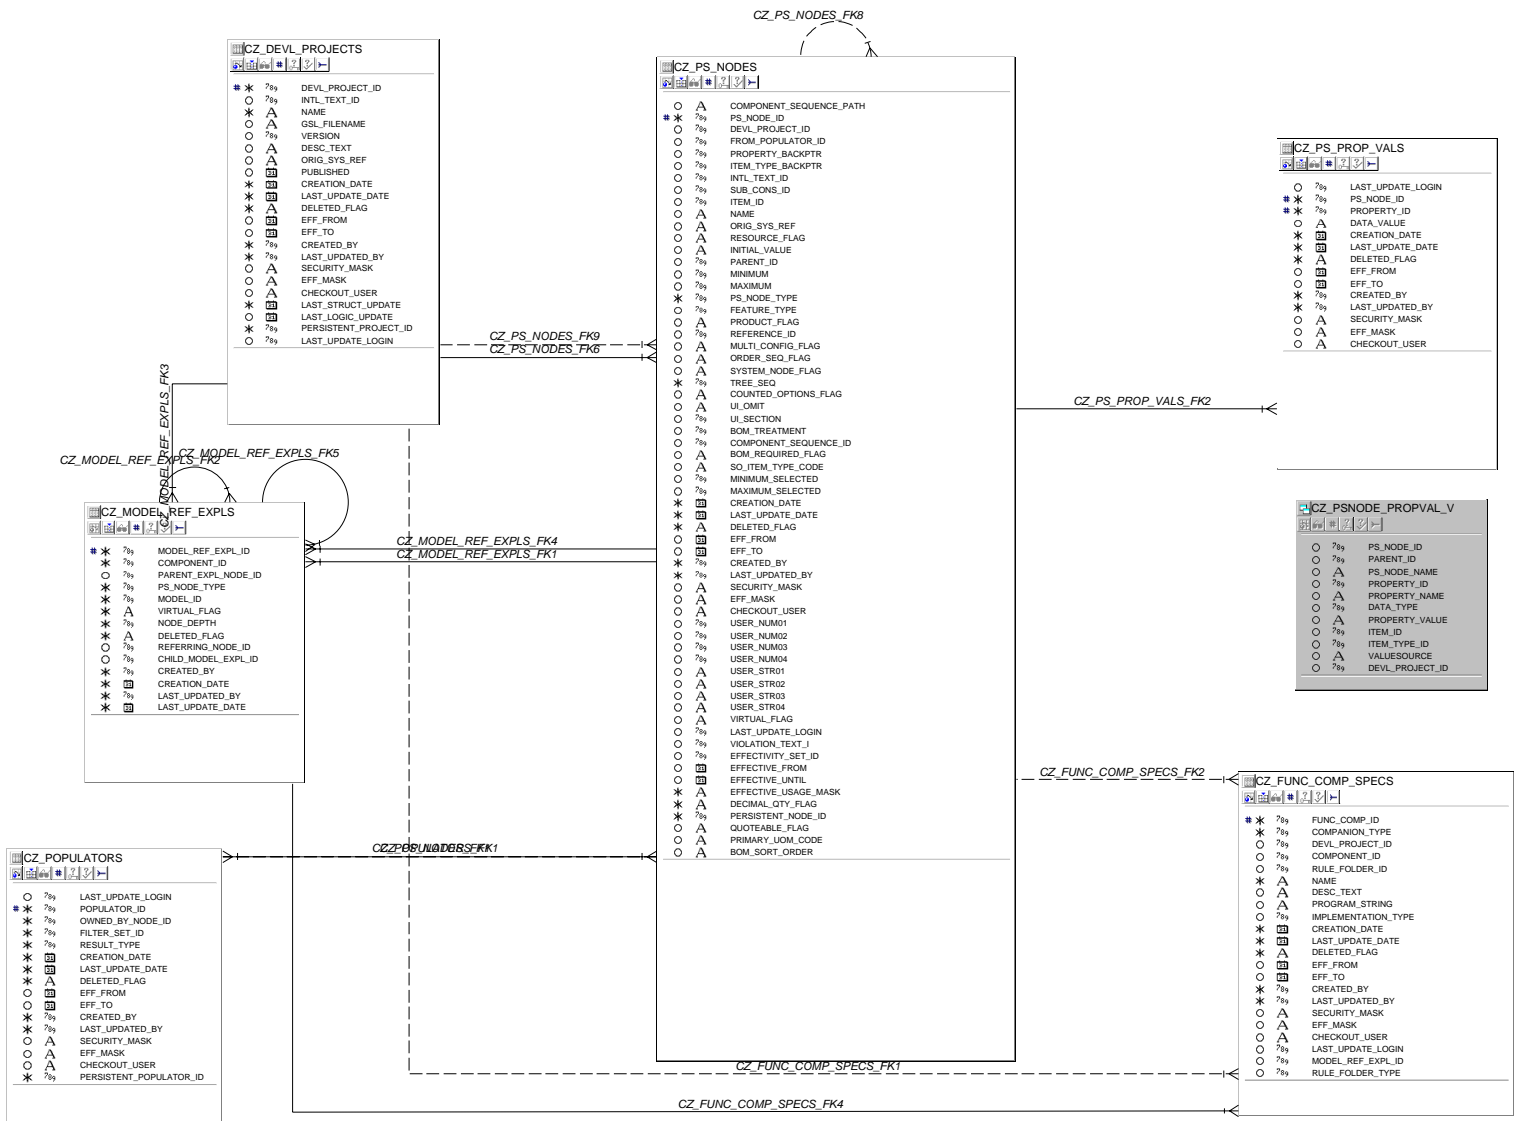 CZ_PS_NODES_FK8
CZ_DEVL_PROJECTS
DEVL_PROJECT_ID
INTL_TEXT_ID
NAME
GSL_FILENAME
VERSION
DESC_TEXT
ORIG_SYS_REF
PUBLISHED
CREATION_DATE
LAST_UPDATE_DATE
DELETED_FLAG
EFF_FROM
EFF_TO
CREATED_BY
LAST_UPDATED_BY
SECURITY_MASK
EFF_MASK
CHECKOUT_USER
LAST_STRUCT_UPDATE
LAST_LOGIC_UPDATE
PERSISTENT_PROJECT_ID
LAST_UPDATE_LOGIN
CZ_PS_NODES
COMPONENT_SEQUENCE_PATH
PS_NODE_ID
DEVL_PROJECT_ID
FROM_POPULATOR_ID
PROPERTY_BACKPTR
ITEM_TYPE_BACKPTR
INTL_TEXT_ID
SUB_CONS_ID
ITEM_ID
NAME
ORIG_SYS_REF
RESOURCE_FLAG
INITIAL_VALUE
PARENT_ID
MINIMUM
MAXIMUM
PS_NODE_TYPE
FEATURE_TYPE
PRODUCT_FLAG
REFERENCE_ID
MULTI_CONFIG_FLAG
ORDER_SEQ_FLAG
SYSTEM_NODE_FLAG
TREE_SEQ
COUNTED_OPTIONS_FLAG
UI_OMIT
UI_SECTION
BOM_TREATMENT
COMPONENT_SEQUENCE_ID
BOM_REQUIRED_FLAG
SO_ITEM_TYPE_CODE
MINIMUM_SELECTED
MAXIMUM_SELECTED
CREATION_DATE
LAST_UPDATE_DATE
DELETED_FLAG
EFF_FROM
EFF_TO
CREATED_BY
LAST_UPDATED_BY
SECURITY_MASK
EFF_MASK
CHECKOUT_USER
USER_NUM01
USER_NUM02
USER_NUM03
USER_NUM04
USER_STR01
USER_STR02
USER_STR03
USER_STR04
VIRTUAL_FLAG
LAST_UPDATE_LOGIN
VIOLATION_TEXT_I
EFFECTIVITY_SET_ID
EFFECTIVE_FROM
EFFECTIVE_UNTIL
EFFECTIVE_USAGE_MASK
DECIMAL_QTY_FLAG
PERSISTENT_NODE_ID
QUOTEABLE_FLAG
PRIMARY_UOM_CODE
BOM_SORT_ORDER
CZ_PS_PROP_VALS
LAST_UPDATE_LOGIN
PS_NODE_ID
PROPERTY_ID
DATA_VALUE
CREATION_DATE
LAST_UPDATE_DATE
DELETED_FLAG
EFF_FROM
EFF_TO
CREATED_BY
LAST_UPDATED_BY
SECURITY_MASK
EFF_MASK
CHECKOUT_USER
CZ_PS_NODES_FK9
CZ_PS_NODES_FK6
CZ_PS_PROP_VALS_FK2
CZ_MODEL_REF_EXPLS_FK3
CZ_MODEL_REF_EXPLS_FK2
CZ_MODEL_REF_EXPLS_FK5
CZ_MODEL_REF_EXPLS
MODEL_REF_EXPL_ID
COMPONENT_ID
PARENT_EXPL_NODE_ID
PS_NODE_TYPE
MODEL_ID
VIRTUAL_FLAG
NODE_DEPTH
DELETED_FLAG
REFERRING_NODE_ID
CHILD_MODEL_EXPL_ID
CREATED_BY
CREATION_DATE
LAST_UPDATED_BY
LAST_UPDATE_DATE
CZ_MODEL_REF_EXPLS_FK4
CZ_MODEL_REF_EXPLS_FK1
CZ_PSNODE_PROPVAL_V
PS_NODE_ID
PARENT_ID
PS_NODE_NAME
PROPERTY_ID
PROPERTY_NAME
DATA_TYPE
PROPERTY_VALUE
ITEM_ID
ITEM_TYPE_ID
VALUESOURCE
DEVL_PROJECT_ID
CZ_FUNC_COMP_SPECS_FK2
CZ_FUNC_COMP_SPECS
FUNC_COMP_ID
COMPANION_TYPE
DEVL_PROJECT_ID
COMPONENT_ID
RULE_FOLDER_ID
NAME
DESC_TEXT
PROGRAM_STRING
IMPLEMENTATION_TYPE
CREATION_DATE
LAST_UPDATE_DATE
DELETED_FLAG
EFF_FROM
EFF_TO
CREATED_BY
LAST_UPDATED_BY
SECURITY_MASK
EFF_MASK
CHECKOUT_USER
LAST_UPDATE_LOGIN
MODEL_REF_EXPL_ID
RULE_FOLDER_TYPE
CZ_POPULATORS
LAST_UPDATE_LOGIN
POPULATOR_ID
OWNED_BY_NODE_ID
FILTER_SET_ID
RESULT_TYPE
CREATION_DATE
LAST_UPDATE_DATE
DELETED_FLAG
EFF_FROM
EFF_TO
CREATED_BY
LAST_UPDATED_BY
SECURITY_MASK
EFF_MASK
CHECKOUT_USER
PERSISTENT_POPULATOR_ID
CZ_FUNC_COMP_SPECS_FK1
CZ_FUNC_COMP_SPECS_FK4